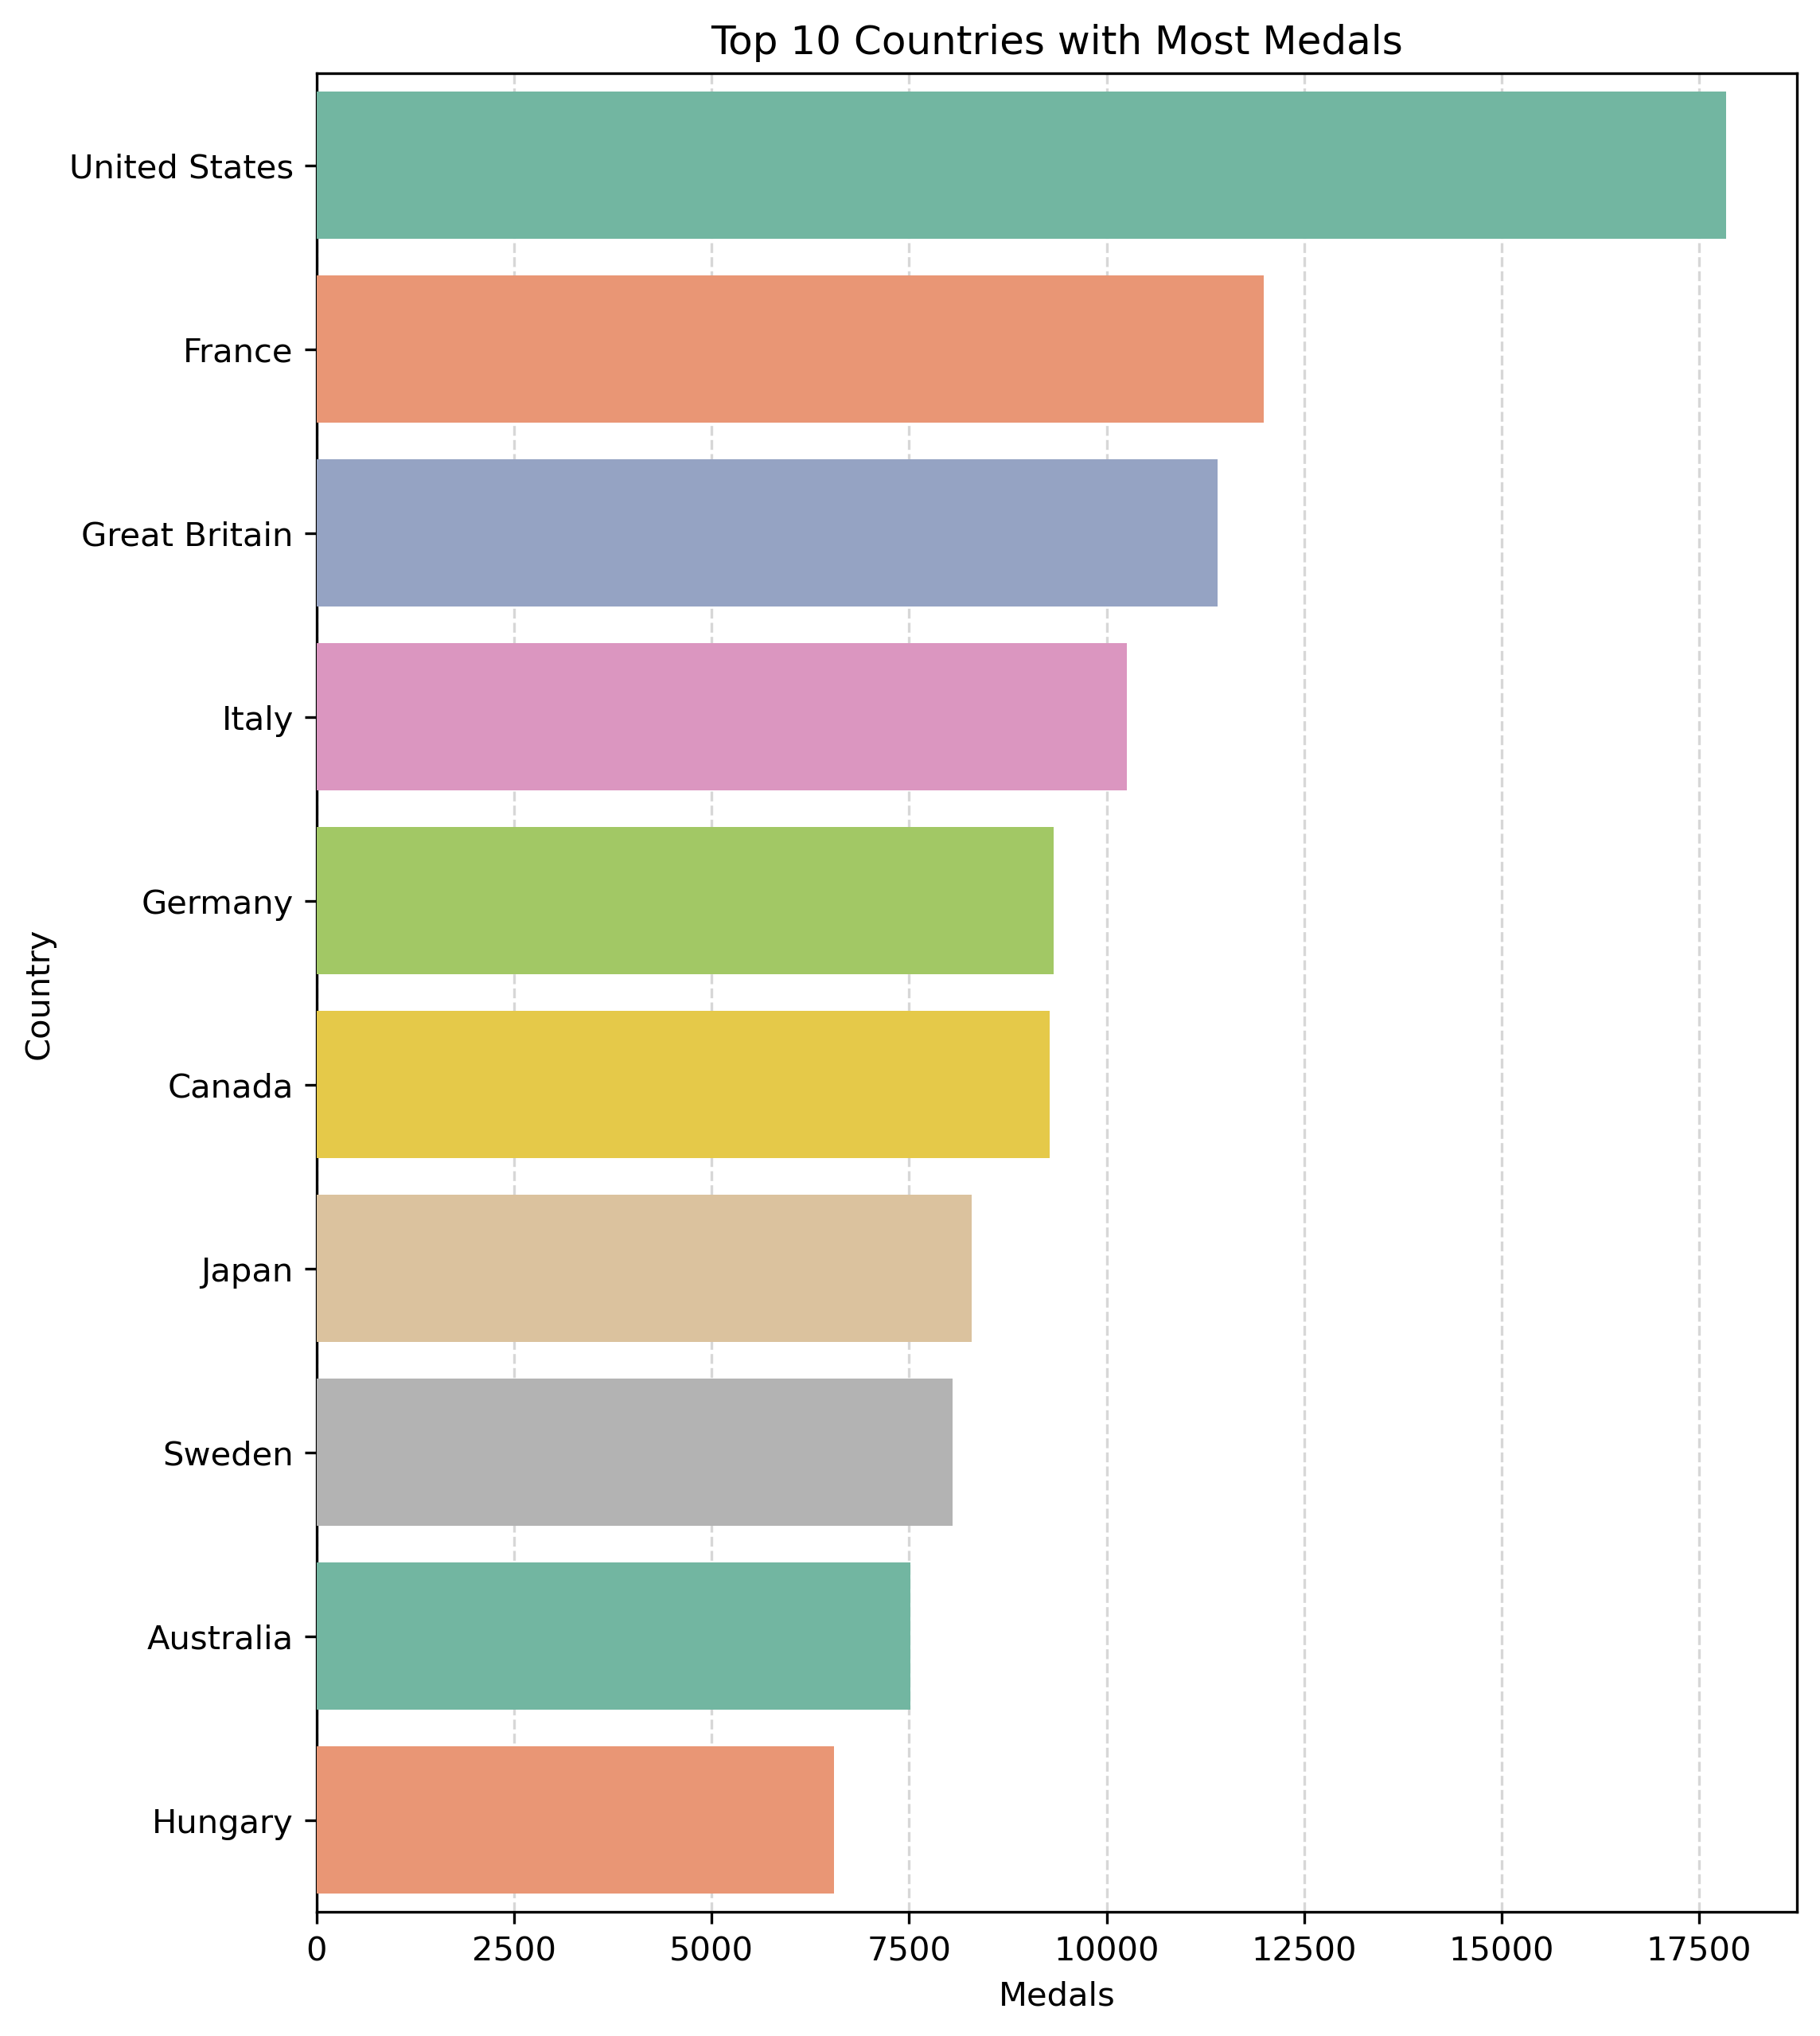 Top 10 Countries with Most Medals
United States
France
Great Britain
Italy
Germany
Canada
Japan
Sweden
Australia
Hungary
Country
0 2500 5000 7500 10000 12500 15000 17500
Medals